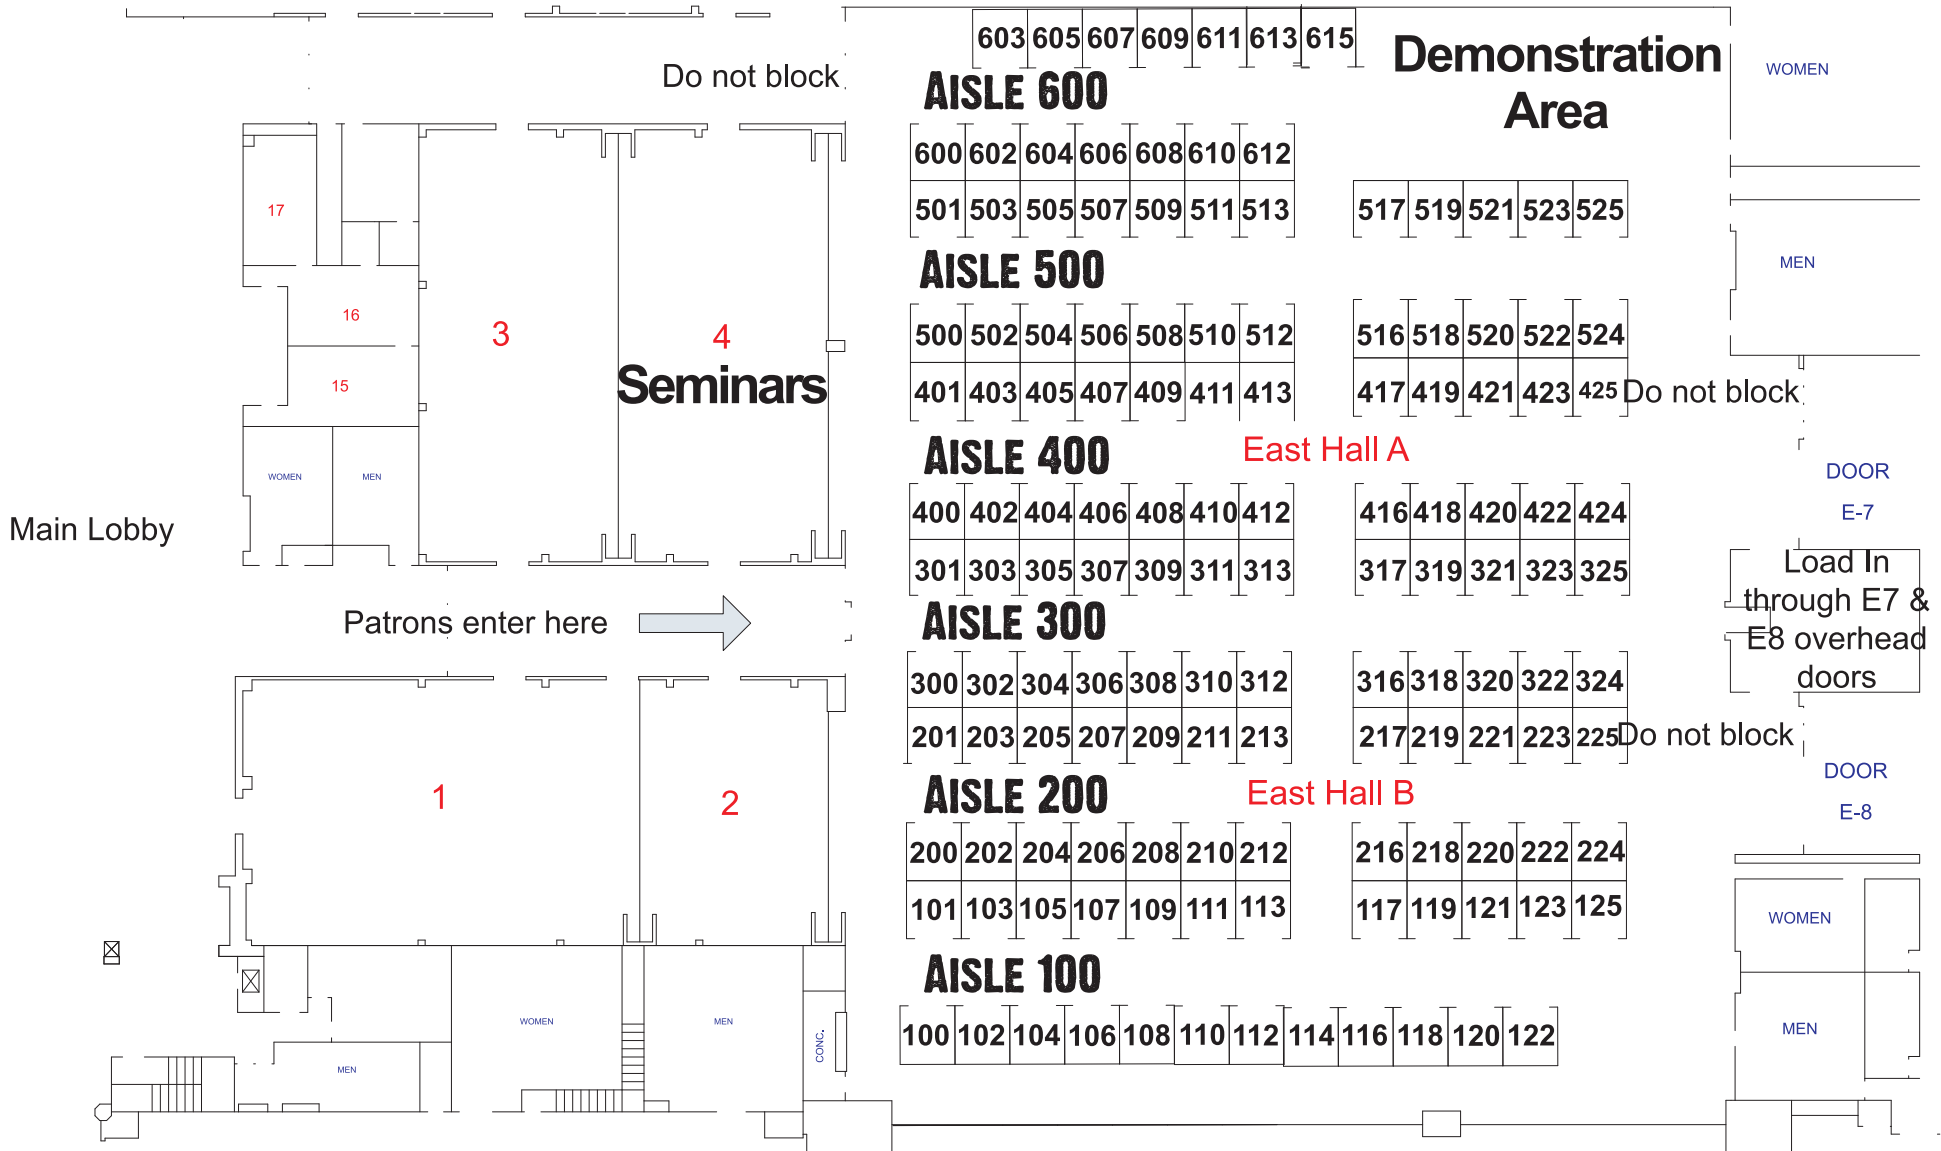 603 605 607 609 611 613 615
Demonstration
Area
WOMEN
Do not block
AISLE 600
600 602 604 606 608 610 612
17
501 503 505 507 509 511 513
517 519 521 523 525
MEN
AISLE 500
16
3
4
500 502 504 506 508 510 512
516 518 520 522 524
15
Seminars
401 403 405 407 409 411 413
417 419 421 423 425
Do not block
AISLE 400
East Hall A
WOMEN
MEN
DOOR
E-7
Main Lobby
400 402 404 406 408 410 412
416 418 420 422 424
301 303 305 307 309 311 313
317 319 321 323 325
Load In
through E7 &
E8 overhead
doors
Patrons enter here
AISLE 300
300 302 304 306 308 310 312
316 318 320 322 324
201 203 205 207 209 211 213
217 219 221 223 225
Do not block
1
2
AISLE 200
East Hall B
DOOR
E-8
200 202 204 206 208 210 212
216 218 220 222 224
101 103 105 107 109 111 113
117 119 121 123 125
WOMEN
AISLE 100
WOMEN
MEN
CONC.
100 102 104 106 108 110 112 114 116 118 120 122
MEN
MEN